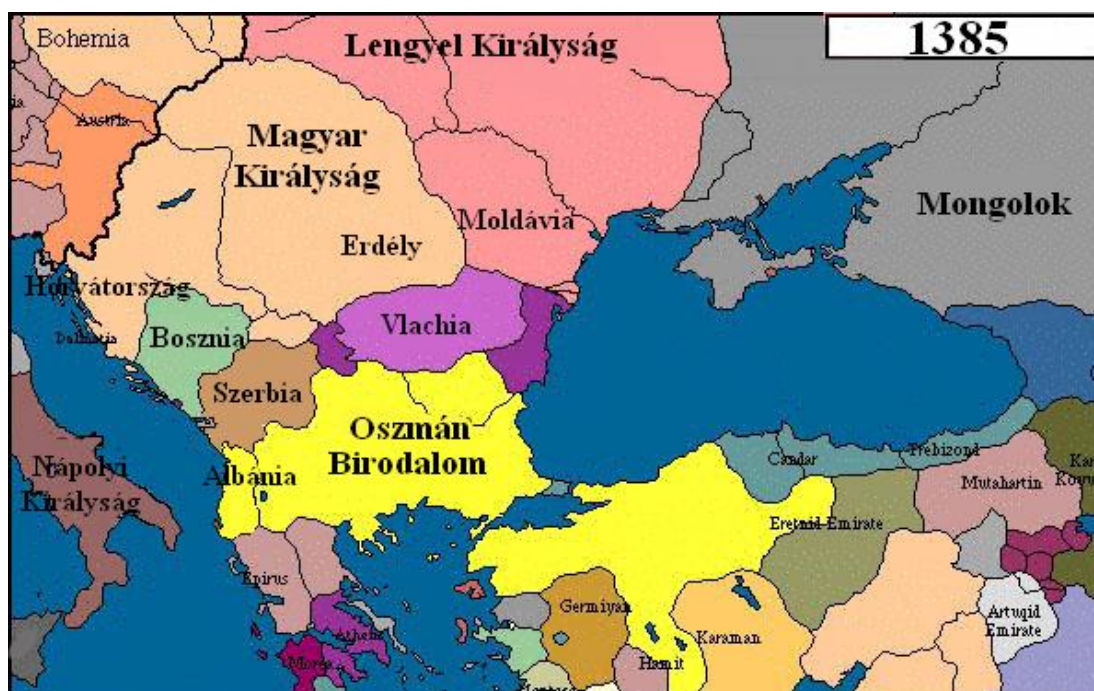 1385
Bohemia
Lengyel Királyság
Austria
Magyar
Királyság
Mongolok
Moldávia
Erdély
Horvátország
Dalmatia
Bosznia
Vlachia
Szerbia
Oszmán
Birodalom
Albánia
Nápolyi
Királyság
Candar
Trebizond
Mutahartin
Eretnid Emirate
Epirus
Germiyan
Karaman
Artuqid
Emirate
Athens
Morea
Hamit